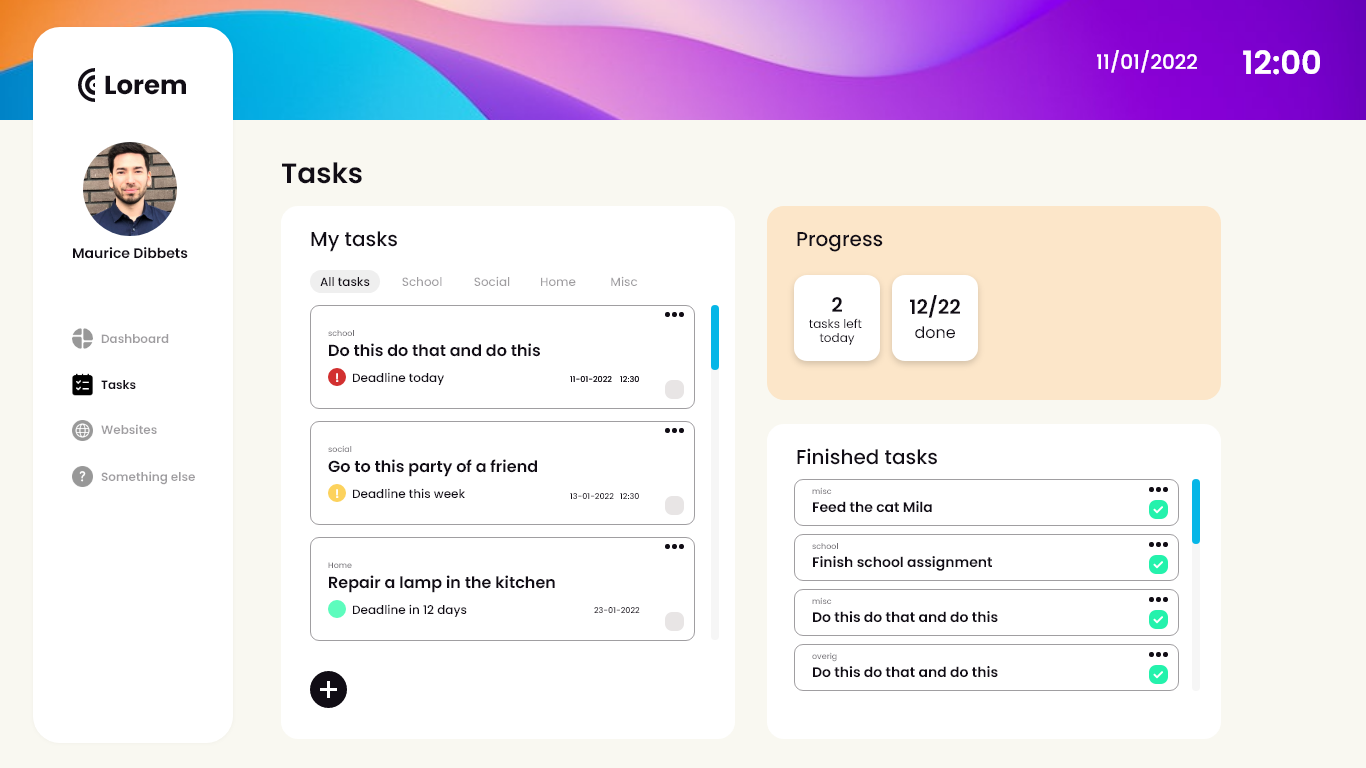 Lorem
Maurice Dibbets
Dashboard
Tasks
Websites
Something else
11/01/2022
12:00
Tasks
My tasks
All tasks School Social Home Misc
school
Do this do that and do this
Deadline today
11-01-2022 12:30
social
Go to this party of a friend
Deadline this week
13-01-2022 12:30
Home
Repair a lamp in the kitchen
Deadline in 12 days
23-01-2022
Progress
2
tasks left
today
12/22
done
Finished tasks
misc
Feed the cat Mila
school
Finish school assignment
misc
Do this do that and do this
overig
Do this do that and do this